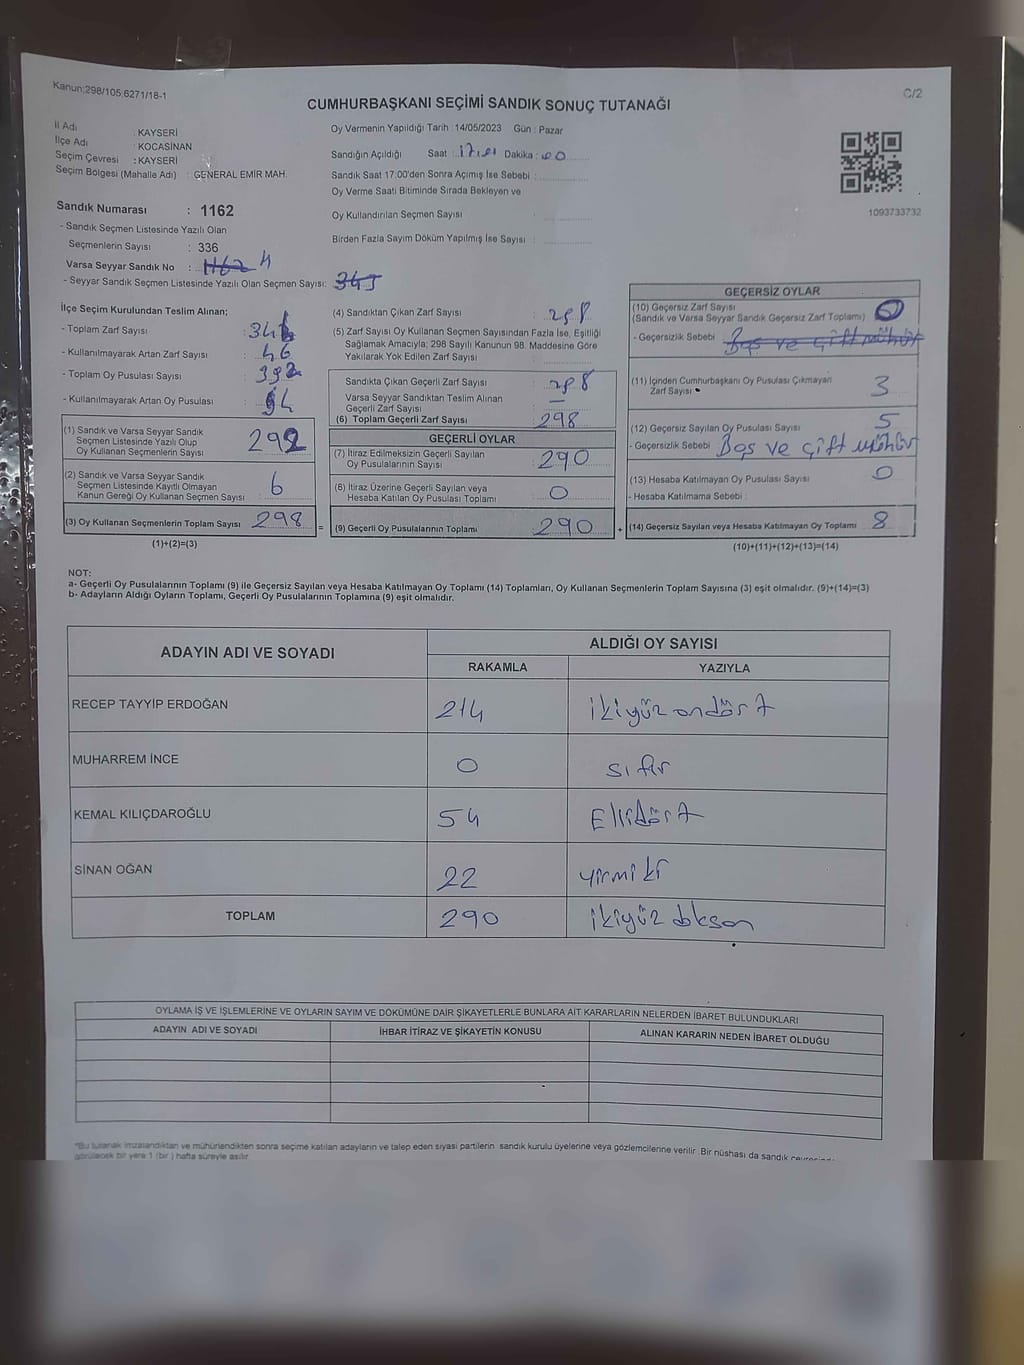 Kanun:298/105;6271/18-1
C/2
CUMHURBAŞKANI SEÇİMİ SANDIK SONUÇ TUTANAĞI
İl Adı : KAYSERİ
İlçe Adı : KOCASİNAN
Seçim Çevresi : KAYSERİ
Seçim Bölgesi (Mahalle Adı) : GENERAL EMİR MAH.
Sandık Numarası : 1162
- Sandık Seçmen Listesinde Yazılı Olan
Seçmenlerin Sayısı : 336
Varsa Seyyar Sandık No :
- Seyyar Sandık Seçmen Listesinde Yazılı Olan Seçmen Sayısı:
Oy Vermenin Yapıldığı Tarih : 14/05/2023 Gün : Pazar
Sandığın Açıldığı Saat : Dakika :
Sandık Saat 17:00'den Sonra Açımış İse Sebebi :
Oy Verme Saati Bitiminde Sırada Bekleyen ve
Oy Kullandırılan Seçmen Sayısı :
Birden Fazla Sayım Döküm Yapılmış İse Sayısı :
1093733732
İlçe Seçim Kurulundan Teslim Alınan;
- Toplam Zarf Sayısı :
- Kullanılmayarak Artan Zarf Sayısı : 46
- Toplam Oy Pusulası Sayısı :
- Kullanılmayarak Artan Oy Pusulası :
(1) Sandık ve Varsa Seyyar Sandık
Seçmen Listesinde Yazılı Olup
Oy Kullanan Seçmenlerin Sayısı 292
(2) Sandık ve Varsa Seyyar Sandık
Seçmen Listesinde Kayıtlı Olmayan
Kanun Gereği Oy Kullanan Seçmen Sayısı 6
(3) Oy Kullanan Seçmenlerin Toplam Sayısı 298 =
(1)+(2)=(3)
(4) Sandıktan Çıkan Zarf Sayısı : 298
(5) Zarf Sayısı Oy Kullanan Seçmen Sayısından Fazla İse, Eşitliği
Sağlamak Amacıyla; 298 Sayılı Kanunun 98. Maddesine Göre
Yakılarak Yok Edilen Zarf Sayısı :
Sandıkta Çıkan Geçerli Zarf Sayısı : 298
Varsa Seyyar Sandıktan Teslim Alınan
Geçerli Zarf Sayısı : —
(6) Toplam Geçerli Zarf Sayısı : 298
GEÇERLİ OYLAR
(7) İtiraz Edilmeksizin Geçerli Sayılan
Oy Pusulalarının Sayısı : 290
(8) İtiraz Üzerine Geçerli Sayılan veya
Hesaba Katılan Oy Pusulası Toplamı : 0
(9) Geçerli Oy Pusulalarının Toplamı : 290 +
GEÇERSİZ OYLAR
(10) Geçersiz Zarf Sayısı
(Sandık ve Varsa Seyyar Sandık Geçersiz Zarf Toplamı)
- Geçersizlik Sebebi : Boş ve çift mühür
(11) İçinden Cumhurbaşkanı Oy Pusulası Çıkmayan
Zarf Sayısı 3
(12) Geçersiz Sayılan Oy Pusulası Sayısı 5
- Geçersizlik Sebebi Boş ve çift mühür
(13) Hesaba Katılmayan Oy Pusulası Sayısı 0
- Hesaba Katılmama Sebebi :
(14) Geçersiz Sayılan veya Hesaba Katılmayan Oy Toplamı 8
(10)+(11)+(12)+(13)=(14)
NOT:
a- Geçerli Oy Pusulalarının Toplamı (9) ile Geçersiz Sayılan veya Hesaba Katılmayan Oy Toplamı (14) Toplamları, Oy Kullanan Seçmenlerin Toplam Sayısına (3) eşit olmalıdır. (9)+(14)=(3)
b- Adayların Aldığı Oyların Toplamı, Geçerli Oy Pusulalarının Toplamına (9) eşit olmalıdır.
ADAYIN ADI VE SOYADI ALDIĞI OY SAYISI
RAKAMLA YAZIYLA
RECEP TAYYİP ERDOĞAN 214 ikiyüz ondört
MUHARREM İNCE 0 sıfır
KEMAL KILIÇDAROĞLU 54 Ellidört
SİNAN OĞAN 22 yirmi iki
TOPLAM 290 ikiyüz doksan
OYLAMA İŞ VE İŞLEMLERİNE VE OYLARIN SAYIM VE DÖKÜMÜNE DAİR ŞİKAYETLERLE BUNLARA AİT KARARLARIN NELERDEN İBARET BULUNDUKLARI
ADAYIN ADI VE SOYADI İHBAR İTİRAZ VE ŞİKAYETİN KONUSU ALINAN KARARIN NEDEN İBARET OLDUĞU
*Bu tutanak imzalandıktan ve mühürlendikten sonra seçime katılan adayların ve talep eden siyasi partilerin sandık kurulu üyelerine veya gözlemcilerine verilir. Bir nüshası da sandık
görülecek bir yere 1 (bir) hafta süreyle asılır.